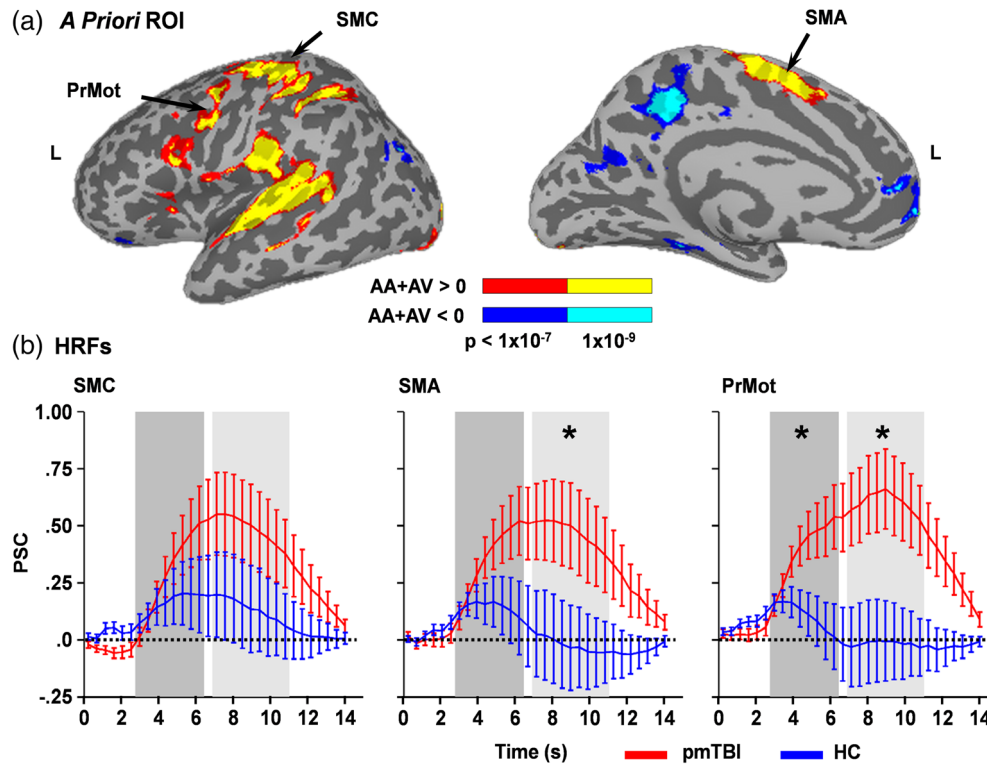 (a) A Priori ROI
SMC
SMA
PrMot
L
L
AA+AV > 0
AA+AV < 0
p < 1x10-7 1x10-9
(b) HRFs
SMC SMA PrMot
1.00
.75
.50
.25
.0
-.25
PSC
* * *
0 2 4 6 8 10 12 14 0 2 4 6 8 10 12 14 0 2 4 6 8 10 12 14
Time (s) pmTBI HC